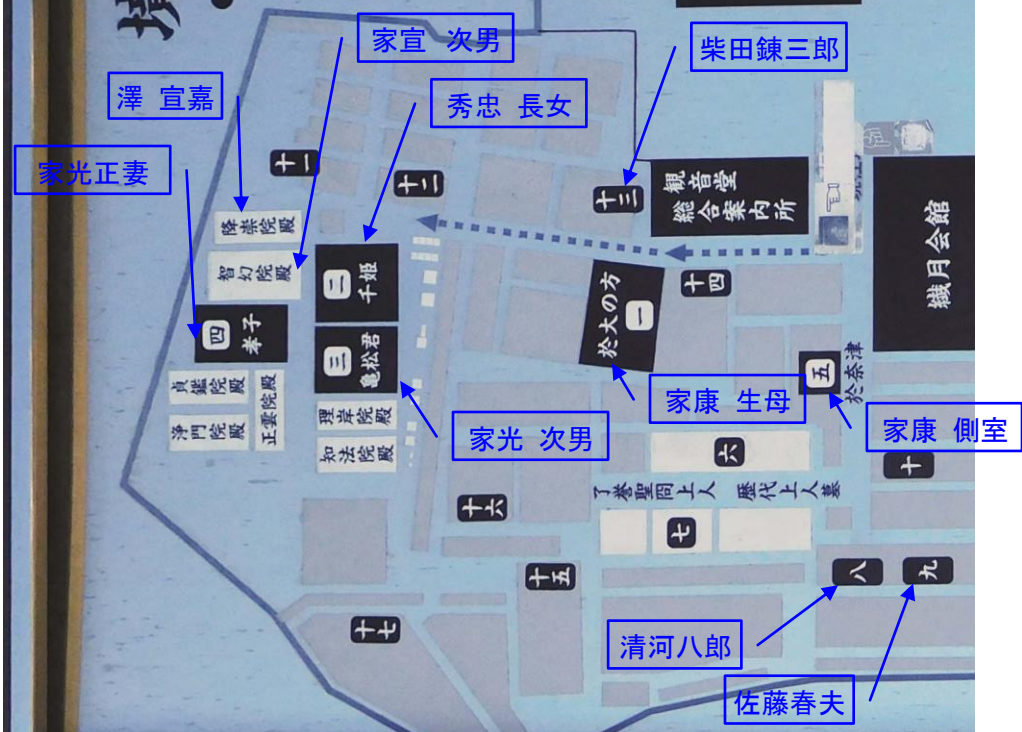 家宣 次男
柴田錬三郎
澤 宣嘉
秀忠 長女
家光正妻
十一
十二
十三
観音堂
総合案内所
繊月会館
降崇院殿
智幻院殿
二
千姫
十四
於大の方
一
四
孝子
三
亀松君
五
於奈津
貞鑑院殿
浄門院殿
正雲院殿
理岸院殿
知法院殿
家康 生母
家光 次男
家康 側室
六
十
了誉聖冏上人
歴代上人墓
十六
七
十五
八
九
十七
清河八郎
佐藤春夫